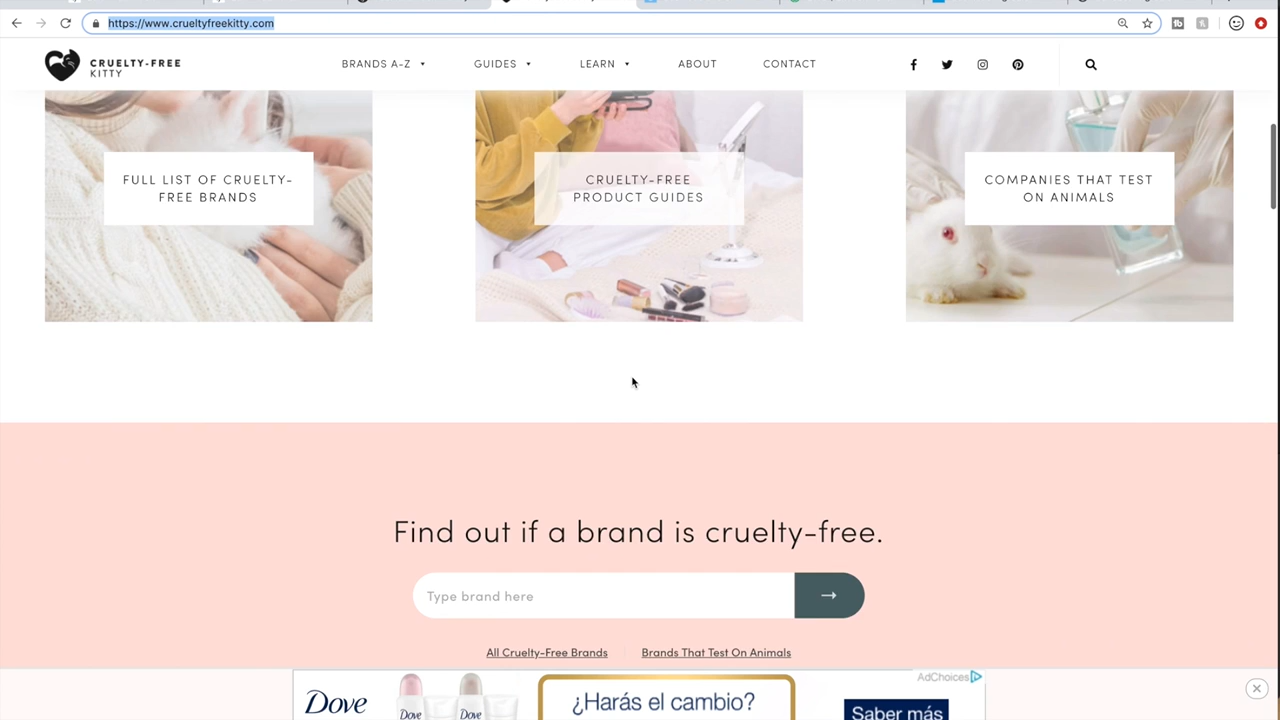 https://www.crueltyfreekitty.com
CRUELTY-FREE
KITTY
BRANDS A-Z
GUIDES
LEARN
ABOUT
CONTACT
FULL LIST OF CRUELTY-
FREE BRANDS
CRUELTY-FREE
PRODUCT GUIDES
COMPANIES THAT TEST
ON ANIMALS
Find out if a brand is cruelty-free.
Type brand here
All Cruelty-Free Brands
Brands That Test On Animals
AdChoices
Dove
Dove
Dove
¿Harás el cambio?
Saber más